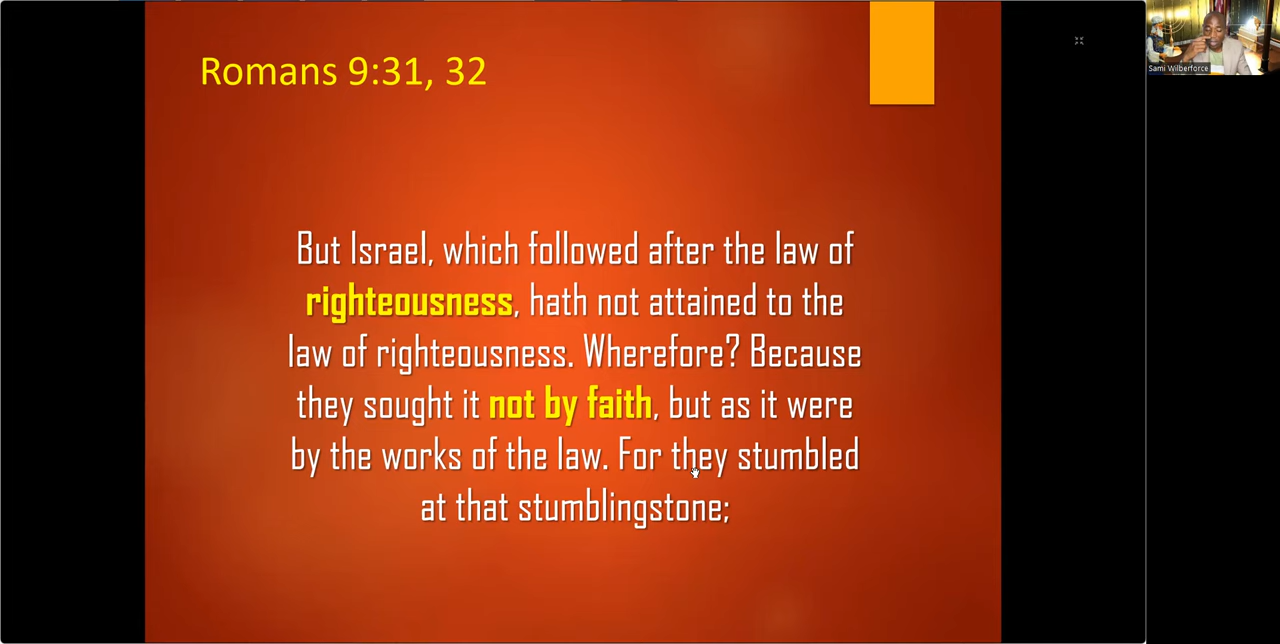 Romans 9:31, 32
But Israel, which followed after the law of
righteousness, hath not attained to the
law of righteousness. Wherefore? Because
they sought it not by faith, but as it were
by the works of the law. For they stumbled
at that stumblingstone;
Sami Wilberforce